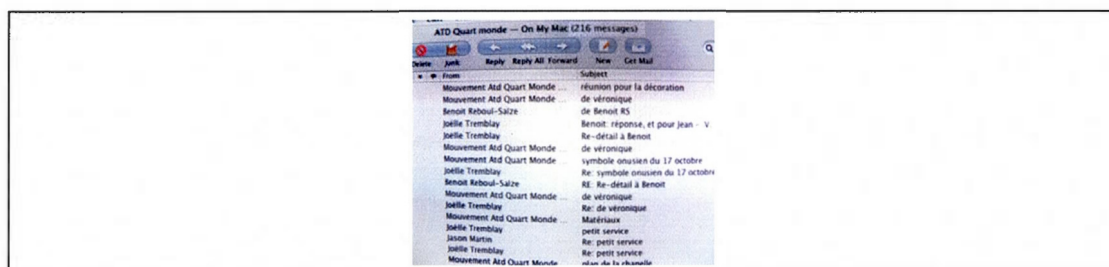 ATD Quart monde — On My Mac (216 messages)
Delete Junk Reply Reply All Forward New Get Mail
From Subject
Mouvement Atd Quart Monde ... réunion pour la décoration
Mouvement Atd Quart Monde ... de véronique
Benoit Reboul-Salze de Benoit RS
Joëlle Tremblay Benoit: réponse, et pour Jean - V
Joëlle Tremblay Re-détail à Benoit
Mouvement Atd Quart Monde ... de véronique
Mouvement Atd Quart Monde ... symbole onusien du 17 octobre
Joëlle Tremblay Re: symbole onusien du 17 octobre
Benoit Reboul-Salze RE: Re-détail à Benoit
Mouvement Atd Quart Monde ... de véronique
Joëlle Tremblay Re: de véronique
Mouvement Atd Quart Monde ... Matériaux
Joëlle Tremblay petit service
Jason Martin Re: petit service
Joëlle Tremblay Re: petit service
Mouvement Atd Quart Monde plan de la chapelle